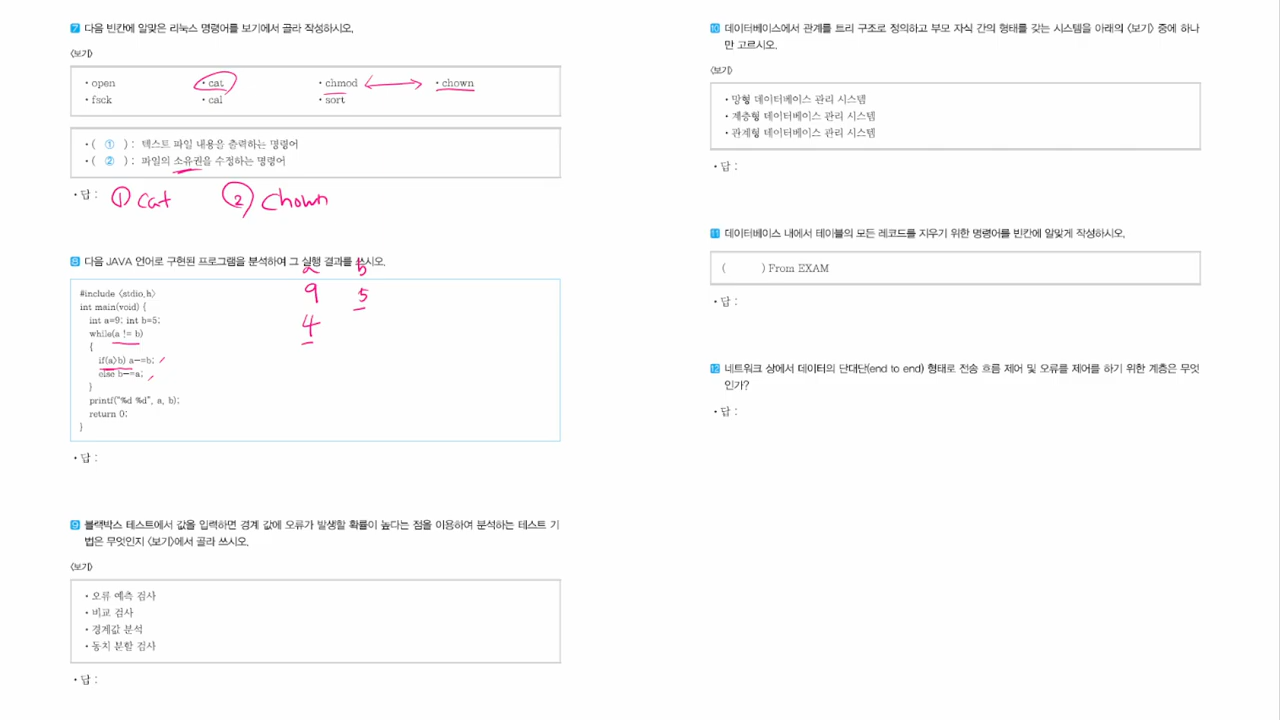 7 다음 빈칸에 알맞은 리눅스 명령어를 보기에서 골라 작성하시오.
<보기>
• open • cat • chmod • chown
• fsck • cal • sort
• ( ① ) : 텍스트 파일 내용을 출력하는 명령어
• ( ② ) : 파일의 소유권을 수정하는 명령어
• 답 : ① cat ② chown
8 다음 JAVA 언어로 구현된 프로그램을 분석하여 그 실행 결과를 쓰시오.
a b
9 5
4
#include <stdio.h>
int main(void) {
int a=9; int b=5;
while(a != b)
{
if(a>b) a-=b;
else b-=a;
}
printf("%d %d", a, b);
return 0;
}
• 답 :
9 블랙박스 테스트에서 값을 입력하면 경계 값에 오류가 발생할 확률이 높다는 점을 이용하여 분석하는 테스트 기
법은 무엇인지 <보기>에서 골라 쓰시오.
<보기>
• 오류 예측 검사
• 비교 검사
• 경계값 분석
• 동치 분할 검사
• 답 :
10 데이터베이스에서 관계를 트리 구조로 정의하고 부모 자식 간의 형태를 갖는 시스템을 아래의 <보기> 중에 하나
만 고르시오.
<보기>
• 망형 데이터베이스 관리 시스템
• 계층형 데이터베이스 관리 시스템
• 관계형 데이터베이스 관리 시스템
• 답 :
11 데이터베이스 내에서 테이블의 모든 레코드를 지우기 위한 명령어를 빈칸에 알맞게 작성하시오.
( ) From EXAM
• 답 :
12 네트워크 상에서 데이터의 단대단(end to end) 형태로 전송 흐름 제어 및 오류를 제어를 하기 위한 계층은 무엇
인가?
• 답 :